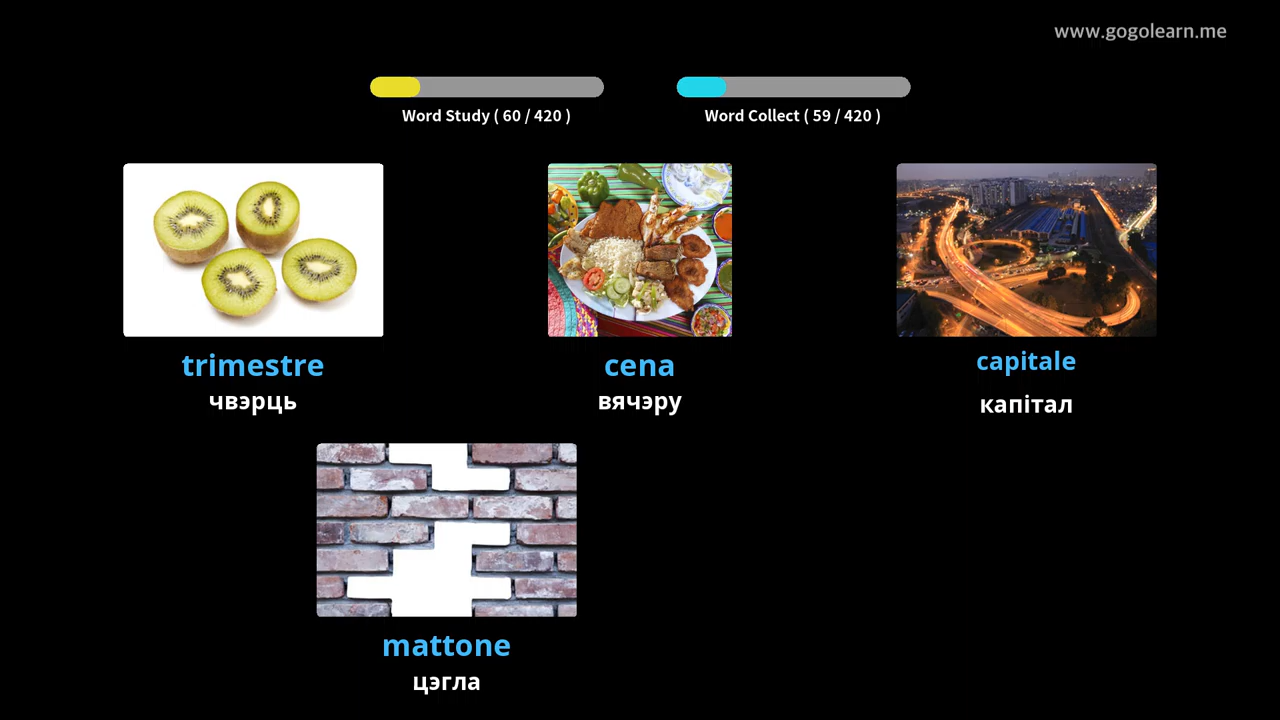 www.gogolearn.me
Word Study ( 60 / 420 )
Word Collect ( 59 / 420 )
trimestre
чвэрць
cena
вячэру
capitale
капітал
mattone
цэгла